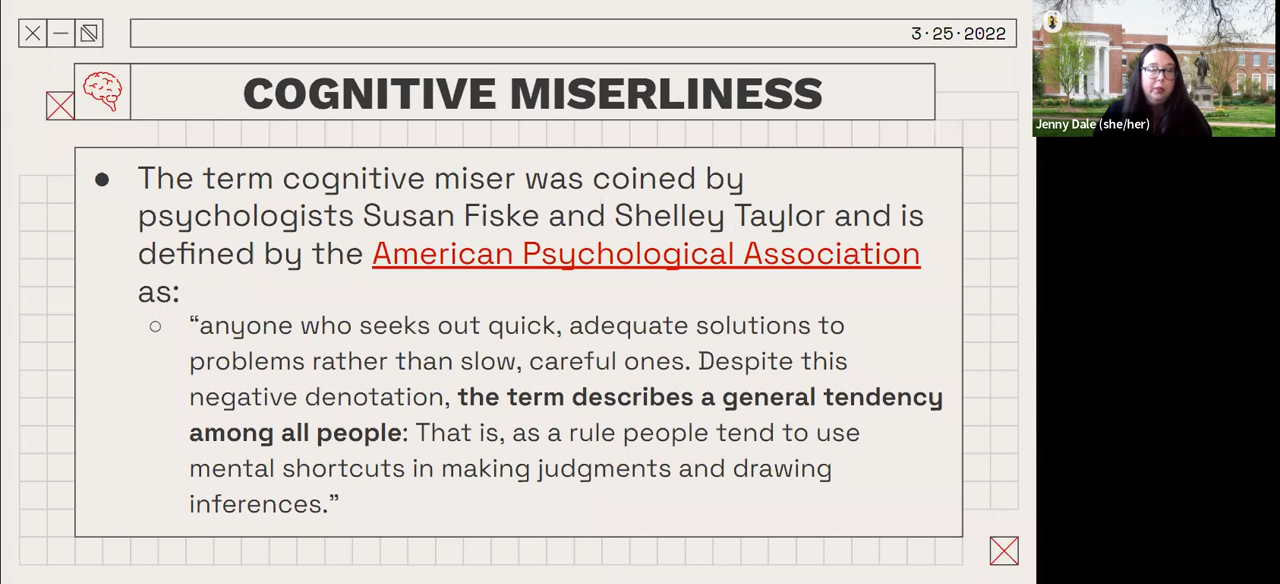 3·25·2022
COGNITIVE MISERLINESS
● The term cognitive miser was coined by
psychologists Susan Fiske and Shelley Taylor and is
defined by the American Psychological Association
as:
○ “anyone who seeks out quick, adequate solutions to
problems rather than slow, careful ones. Despite this
negative denotation, the term describes a general tendency
among all people: That is, as a rule people tend to use
mental shortcuts in making judgments and drawing
inferences.”
Jenny Dale (she/her)